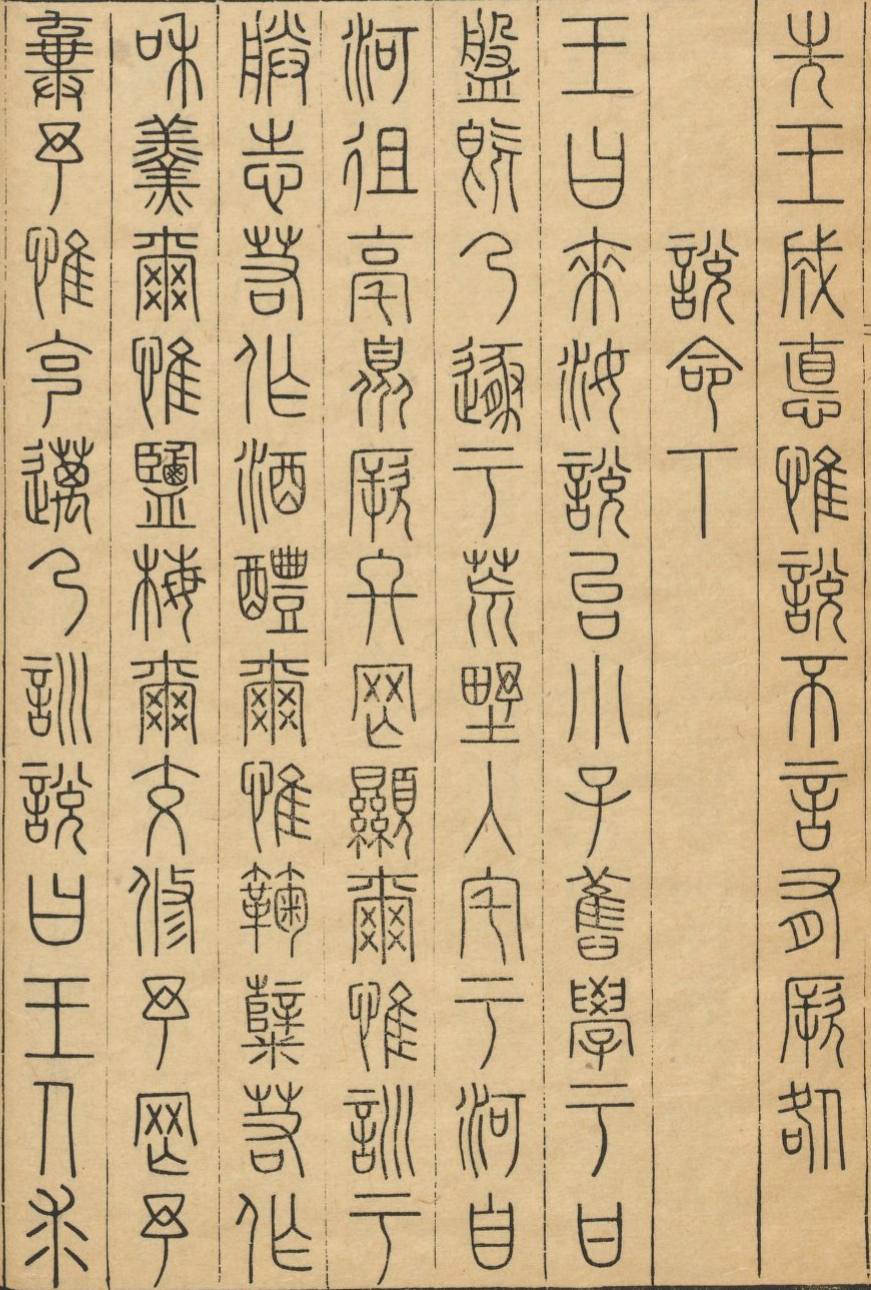 先王成悳惟說不言有厥咎
說命下
王曰來汝說台小子舊學于甘
盤既乃遯于荒野入宅于河自
河徂亳暨厥終罔顯爾惟訓于
朕志若作酒醴爾惟鞠糱若作
咊羹爾惟鹽梅爾交修予罔予
棄予惟克邁乃訓說曰王人求